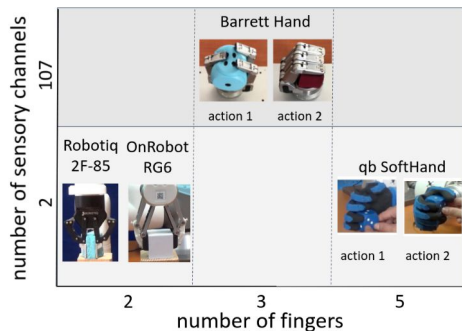 number of sensory channels
107
2
Barrett Hand
action 1
action 2
Robotiq
2F-85
OnRobot
RG6
qb SoftHand
action 1
action 2
2
3
5
number of fingers